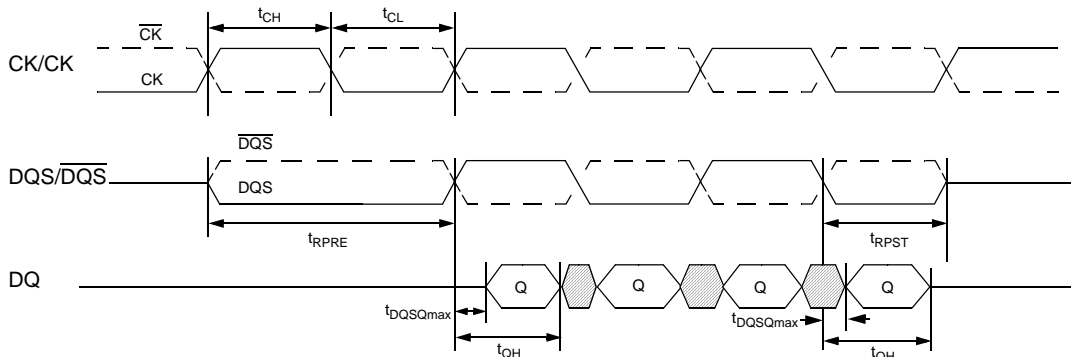 tCH tCL
CK
CK/CK
CK
DQS
DQS/DQS
DQS
tRPRE tRPST
DQ
Q Q Q Q
tDQSQmax tDQSQmax
tQH tQH